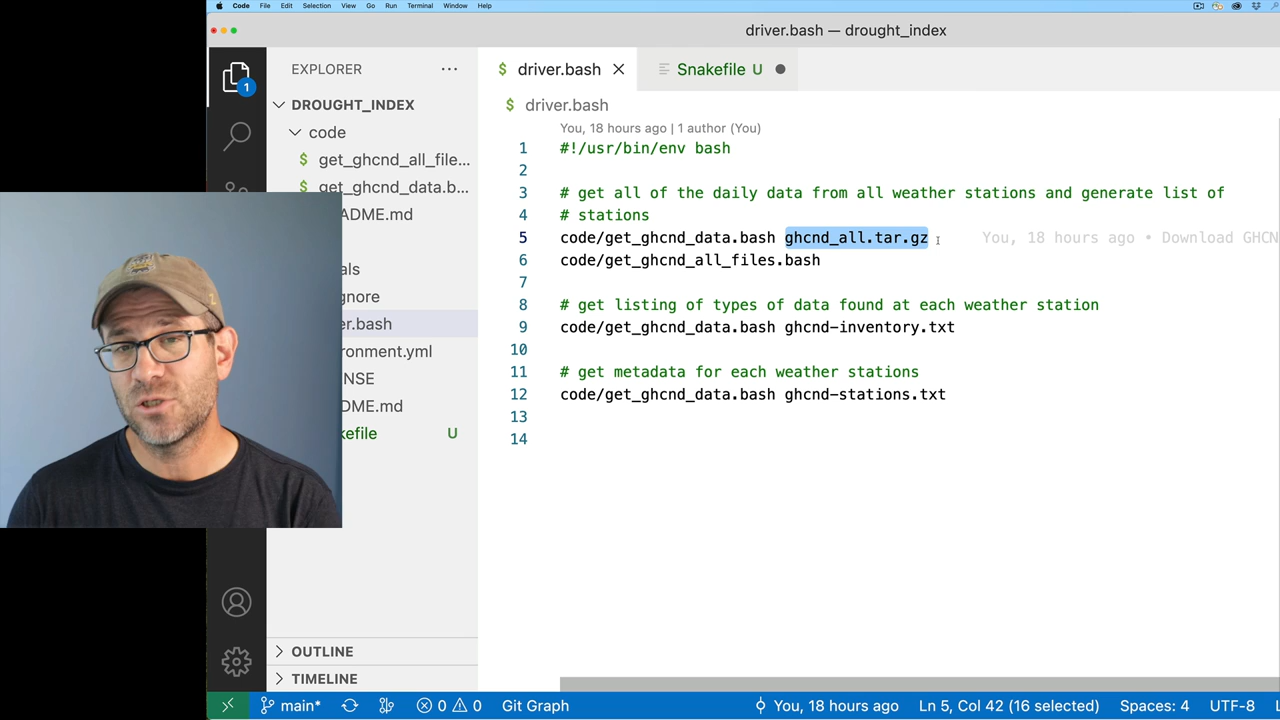 Code File Edit Selection View Go Run Terminal Window Help
driver.bash — drought_index
EXPLORER ···
$ driver.bash
Snakefile U
1
DROUGHT_INDEX
code
$ get_ghcnd_all_file...
$ get_ghcnd_data.b...
ADME.md
als
gnore
er.bash
ronment.yml
NSE
DME.md
kefile U
OUTLINE
TIMELINE
$ driver.bash
You, 18 hours ago | 1 author (You)
1 #!/usr/bin/env bash
2
3 # get all of the daily data from all weather stations and generate list of
4 # stations
5 code/get_ghcnd_data.bash ghcnd_all.tar.gz You, 18 hours ago • Download GHCN
6 code/get_ghcnd_all_files.bash
7
8 # get listing of types of data found at each weather station
9 code/get_ghcnd_data.bash ghcnd-inventory.txt
10
11 # get metadata for each weather stations
12 code/get_ghcnd_data.bash ghcnd-stations.txt
13
14
main* 0 0 Git Graph You, 18 hours ago Ln 5, Col 42 (16 selected) Spaces: 4 UTF-8